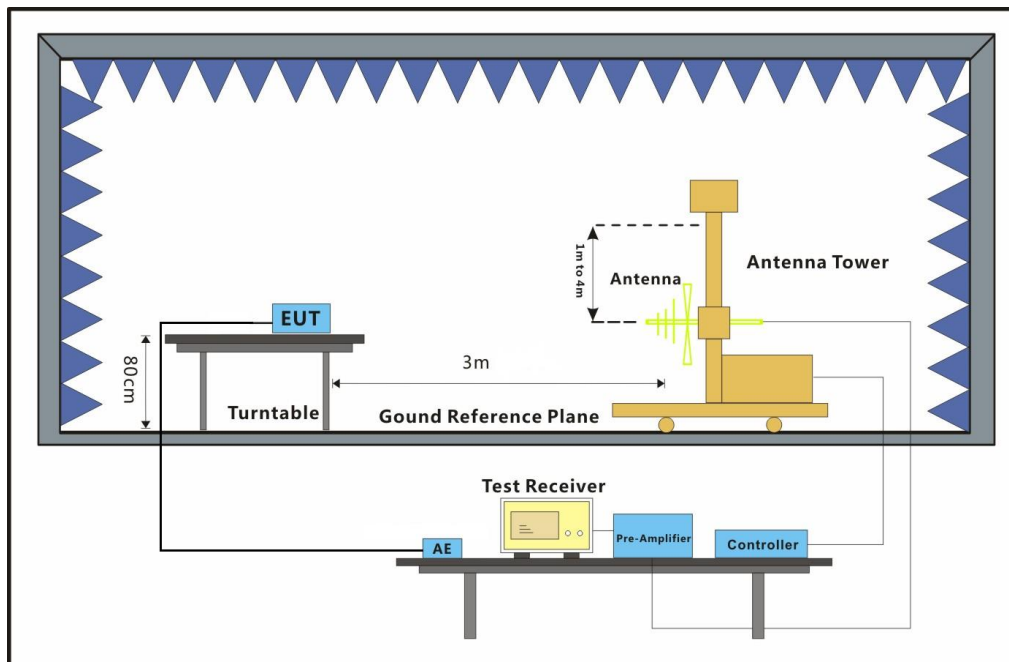 1m to 4m
Antenna
Antenna Tower
EUT
80cm
3m
Turntable
Gound Reference Plane
Test Receiver
AE
Pre-Amplifier
Controller